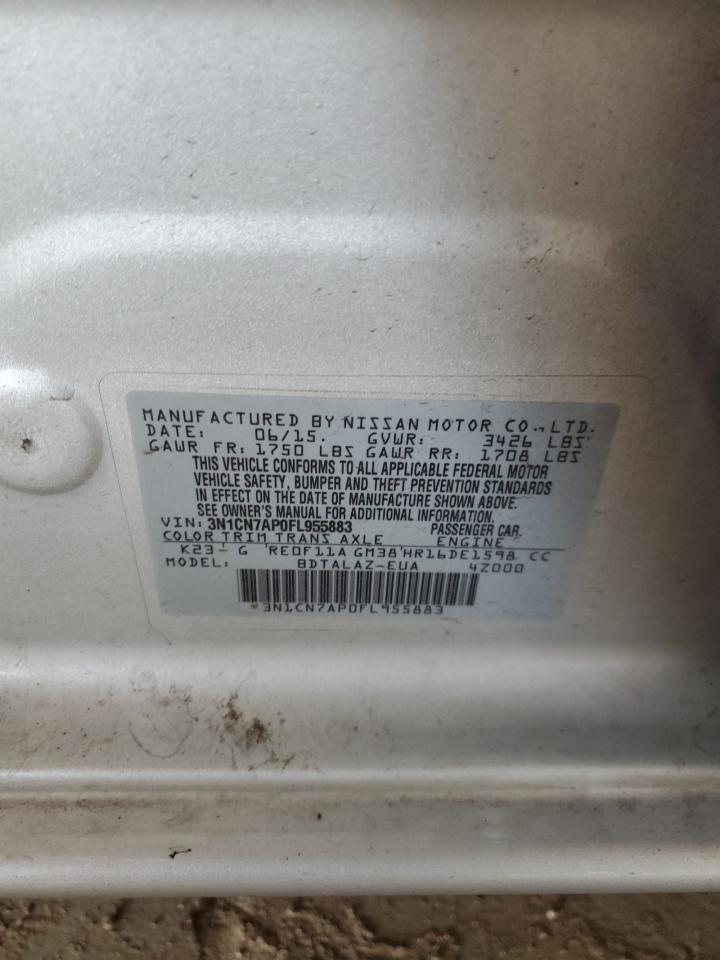 MANUFACTURED BY NISSAN MOTOR CO.,LTD.
DATE: 06/15. GVWR: 3426 LBS
GAWR FR: 1750 LBS GAWR RR: 1708 LBS
THIS VEHICLE CONFORMS TO ALL APPLICABLE FEDERAL MOTOR
VEHICLE SAFETY, BUMPER AND THEFT PREVENTION STANDARDS
IN EFFECT ON THE DATE OF MANUFACTURE SHOWN ABOVE.
SEE OWNER'S MANUAL FOR ADDITIONAL INFORMATION.
VIN: 3N1CN7AP0FL955883 PASSENGER CAR.
COLOR TRIM TRANS AXLE ENGINE
K23 G RE0F11A GM38 HR16DE1598 CC
MODEL: BDTALAZ-EUA 4Z000
*3N1CN7AP0FL955883